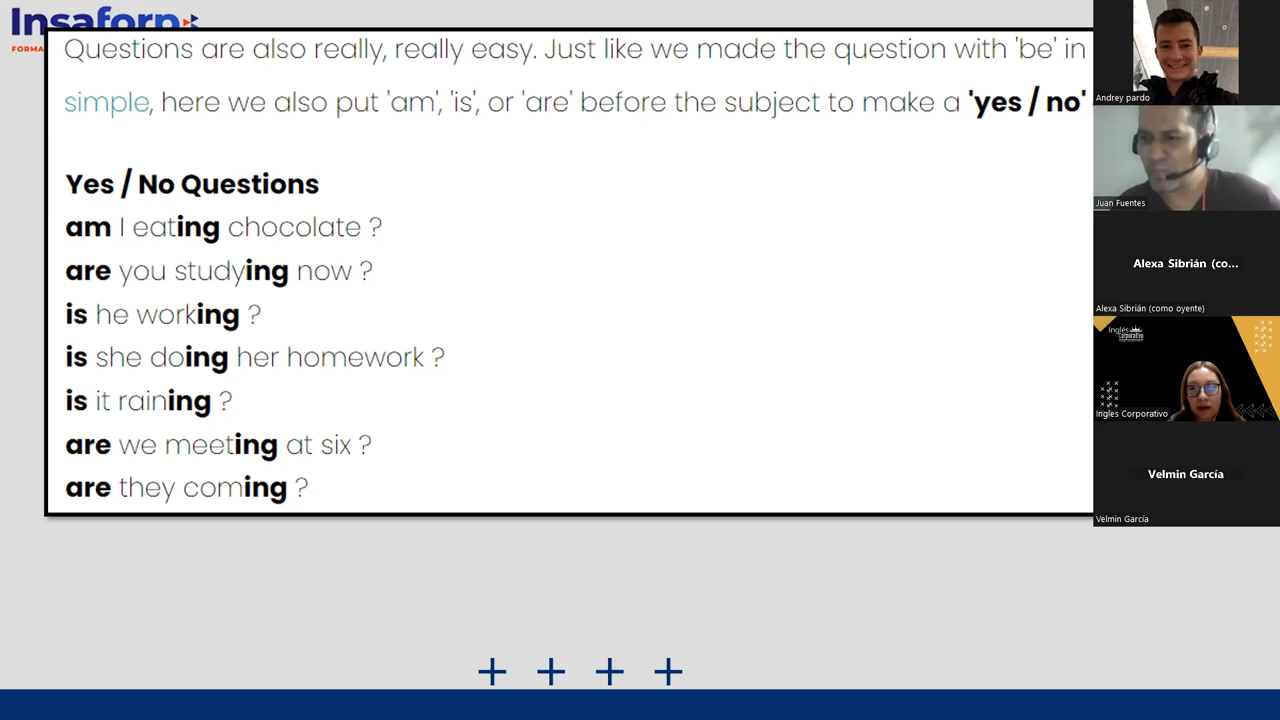 Insaforp
FORMA
Questions are also really, really easy. Just like we made the question with 'be' in
simple, here we also put 'am', 'is', or 'are' before the subject to make a 'yes / no'
Yes / No Questions
am I eating chocolate ?
are you studying now ?
is he working ?
is she doing her homework ?
is it raining ?
are we meeting at six ?
are they coming ?
Andrey pardo
Juan Fuentes
Alexa Sibrián (co...
Alexa Sibrián (como oyente)
Inglés
Corporativo
Ingles Corporativo
Velmin García
Velmin García